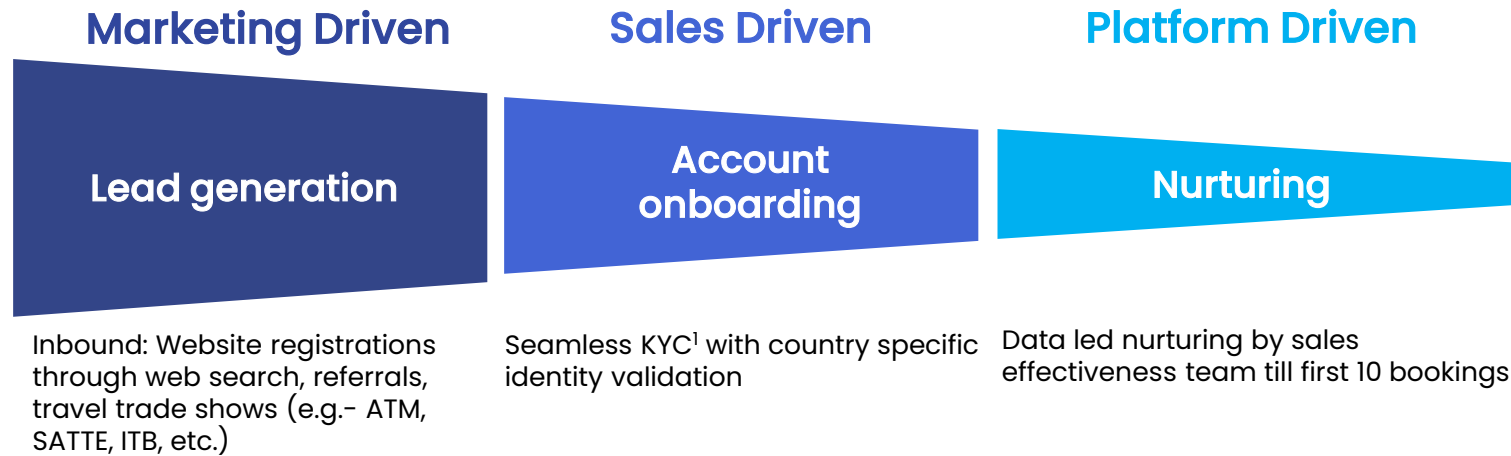 Marketing Driven
Sales Driven
Platform Driven
Lead generation
Account
onboarding
Nurturing
Inbound: Website registrations
through web search, referrals,
travel trade shows (e.g.- ATM,
SATTE, ITB, etc.)
Seamless KYC¹ with country specific
identity validation
Data led nurturing by sales
effectiveness team till first 10 bookings